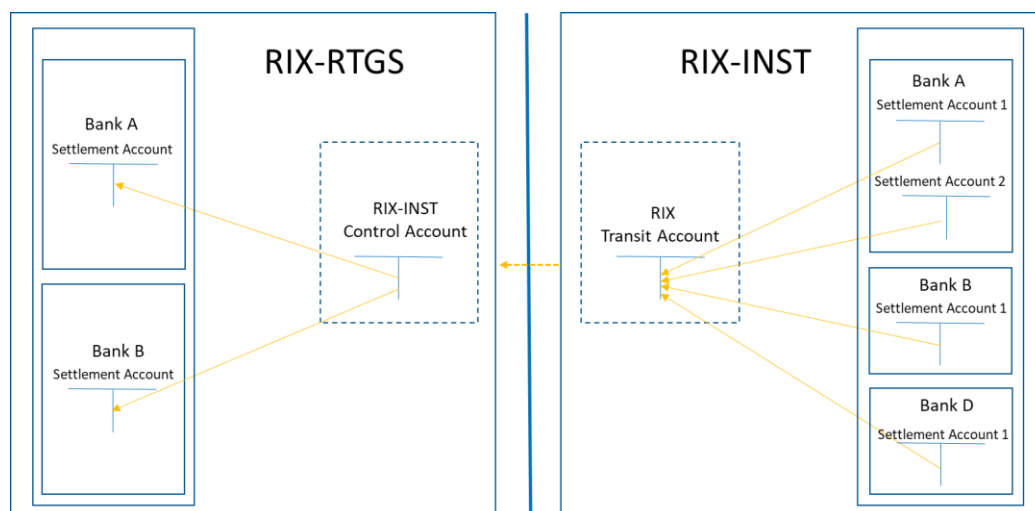 RIX-RTGS
Bank A
Settlement Account
RIX-INST
Control Account
Bank B
Settlement Account
RIX-INST
RIX
Transit Account
Bank A
Settlement Account 1
Settlement Account 2
Bank B
Settlement Account 1
Bank D
Settlement Account 1